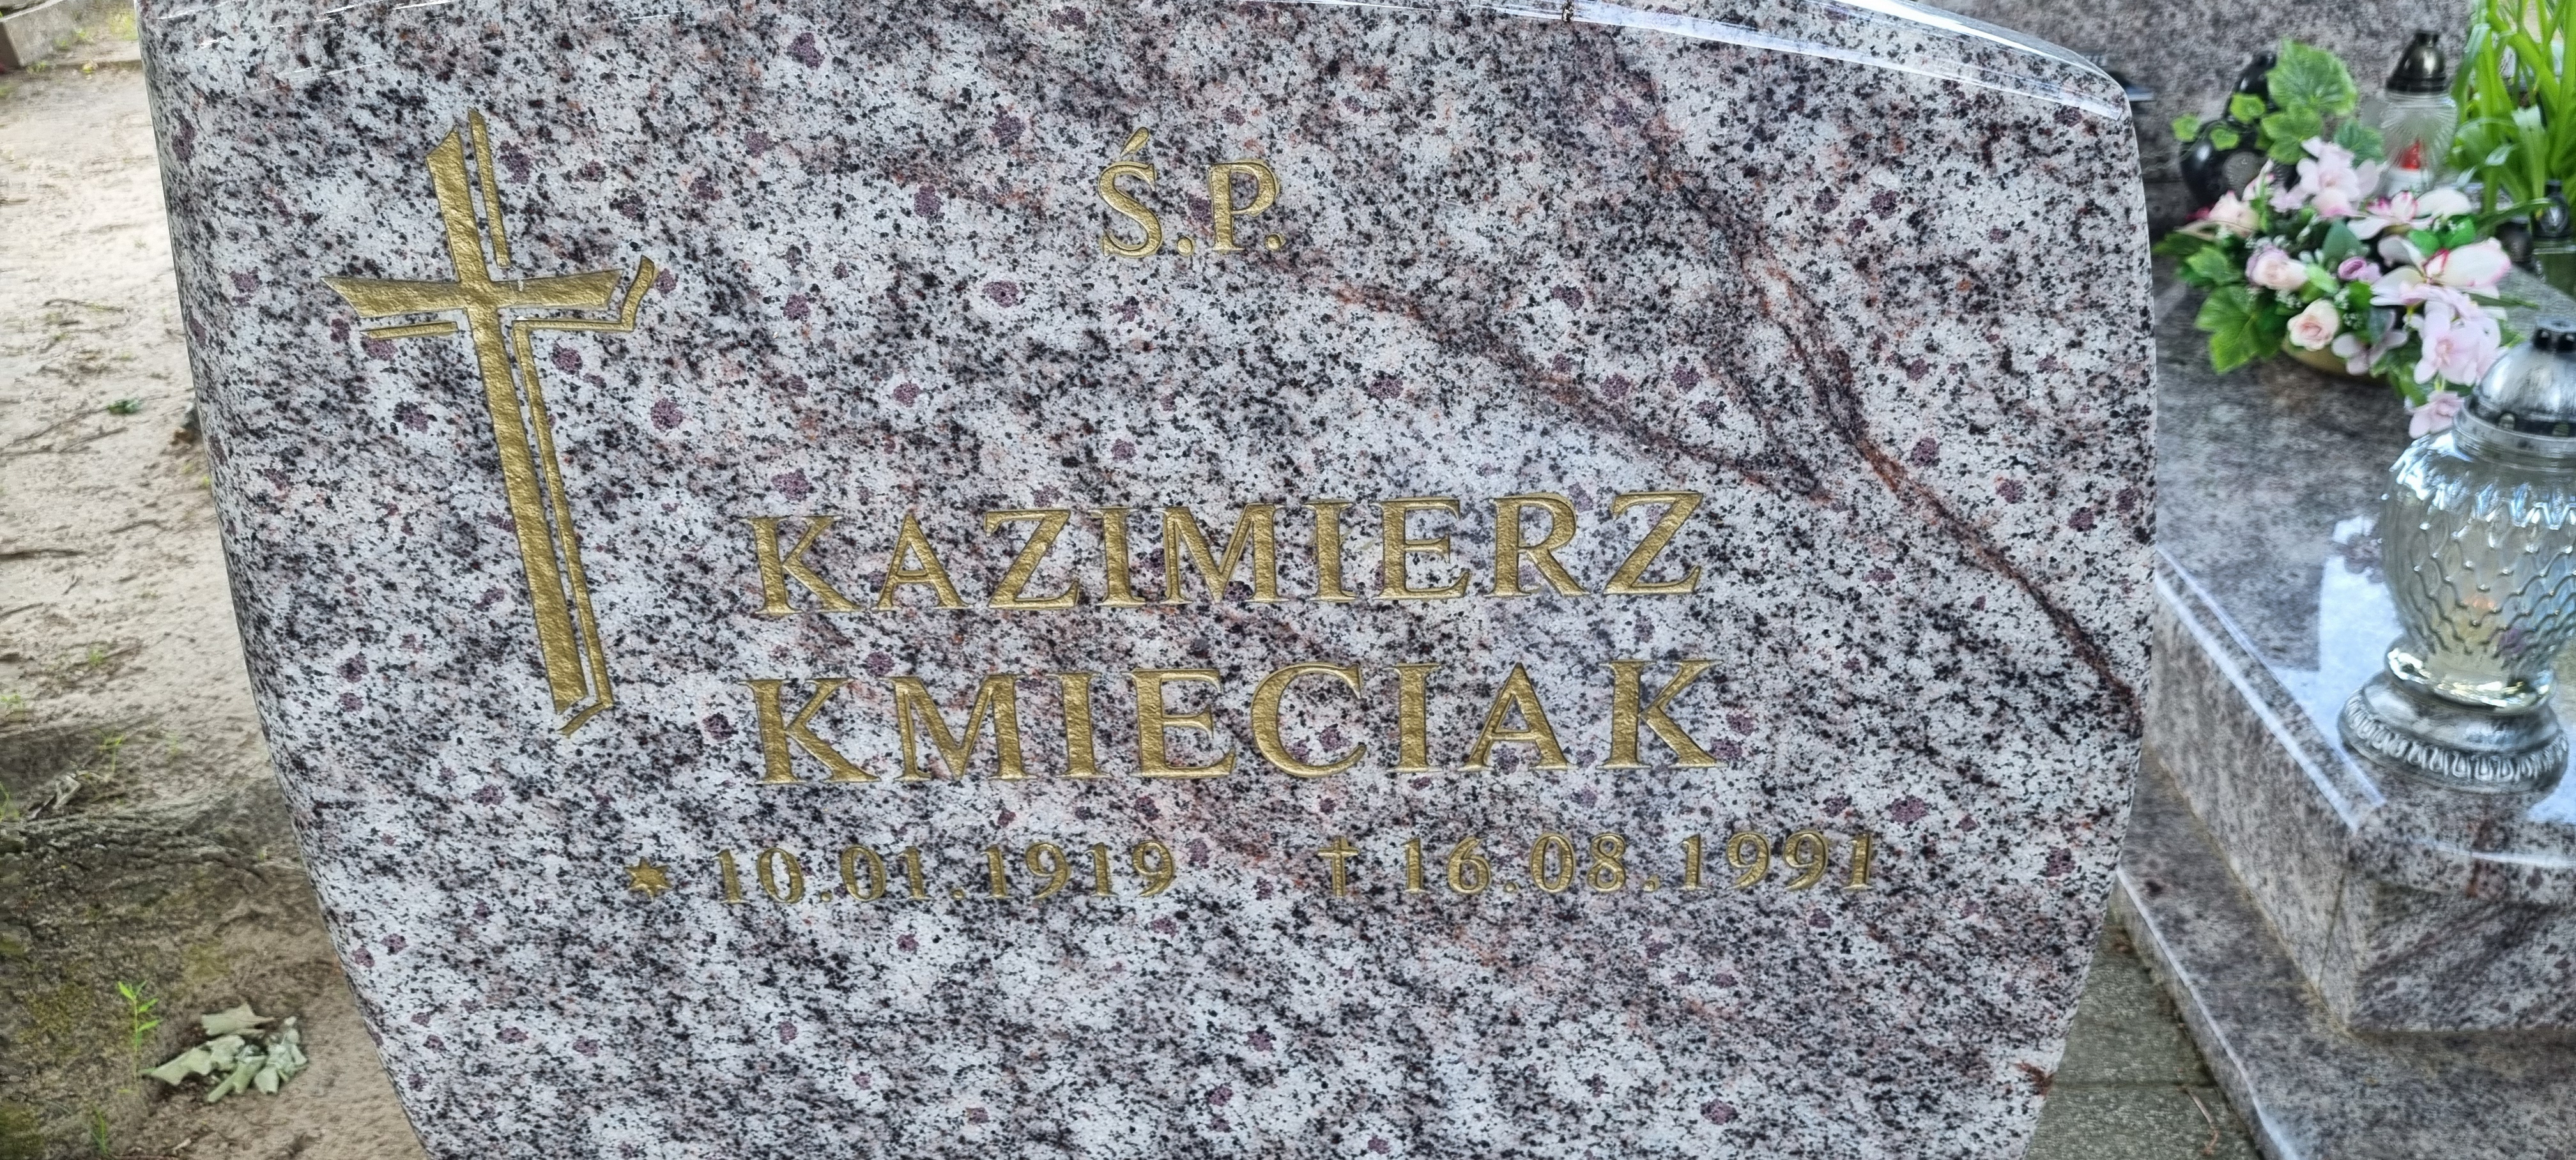 Ś.P.
KAZIMIERZ
KMIECIAK
✶ 10.01.1919 † 16.08.1991